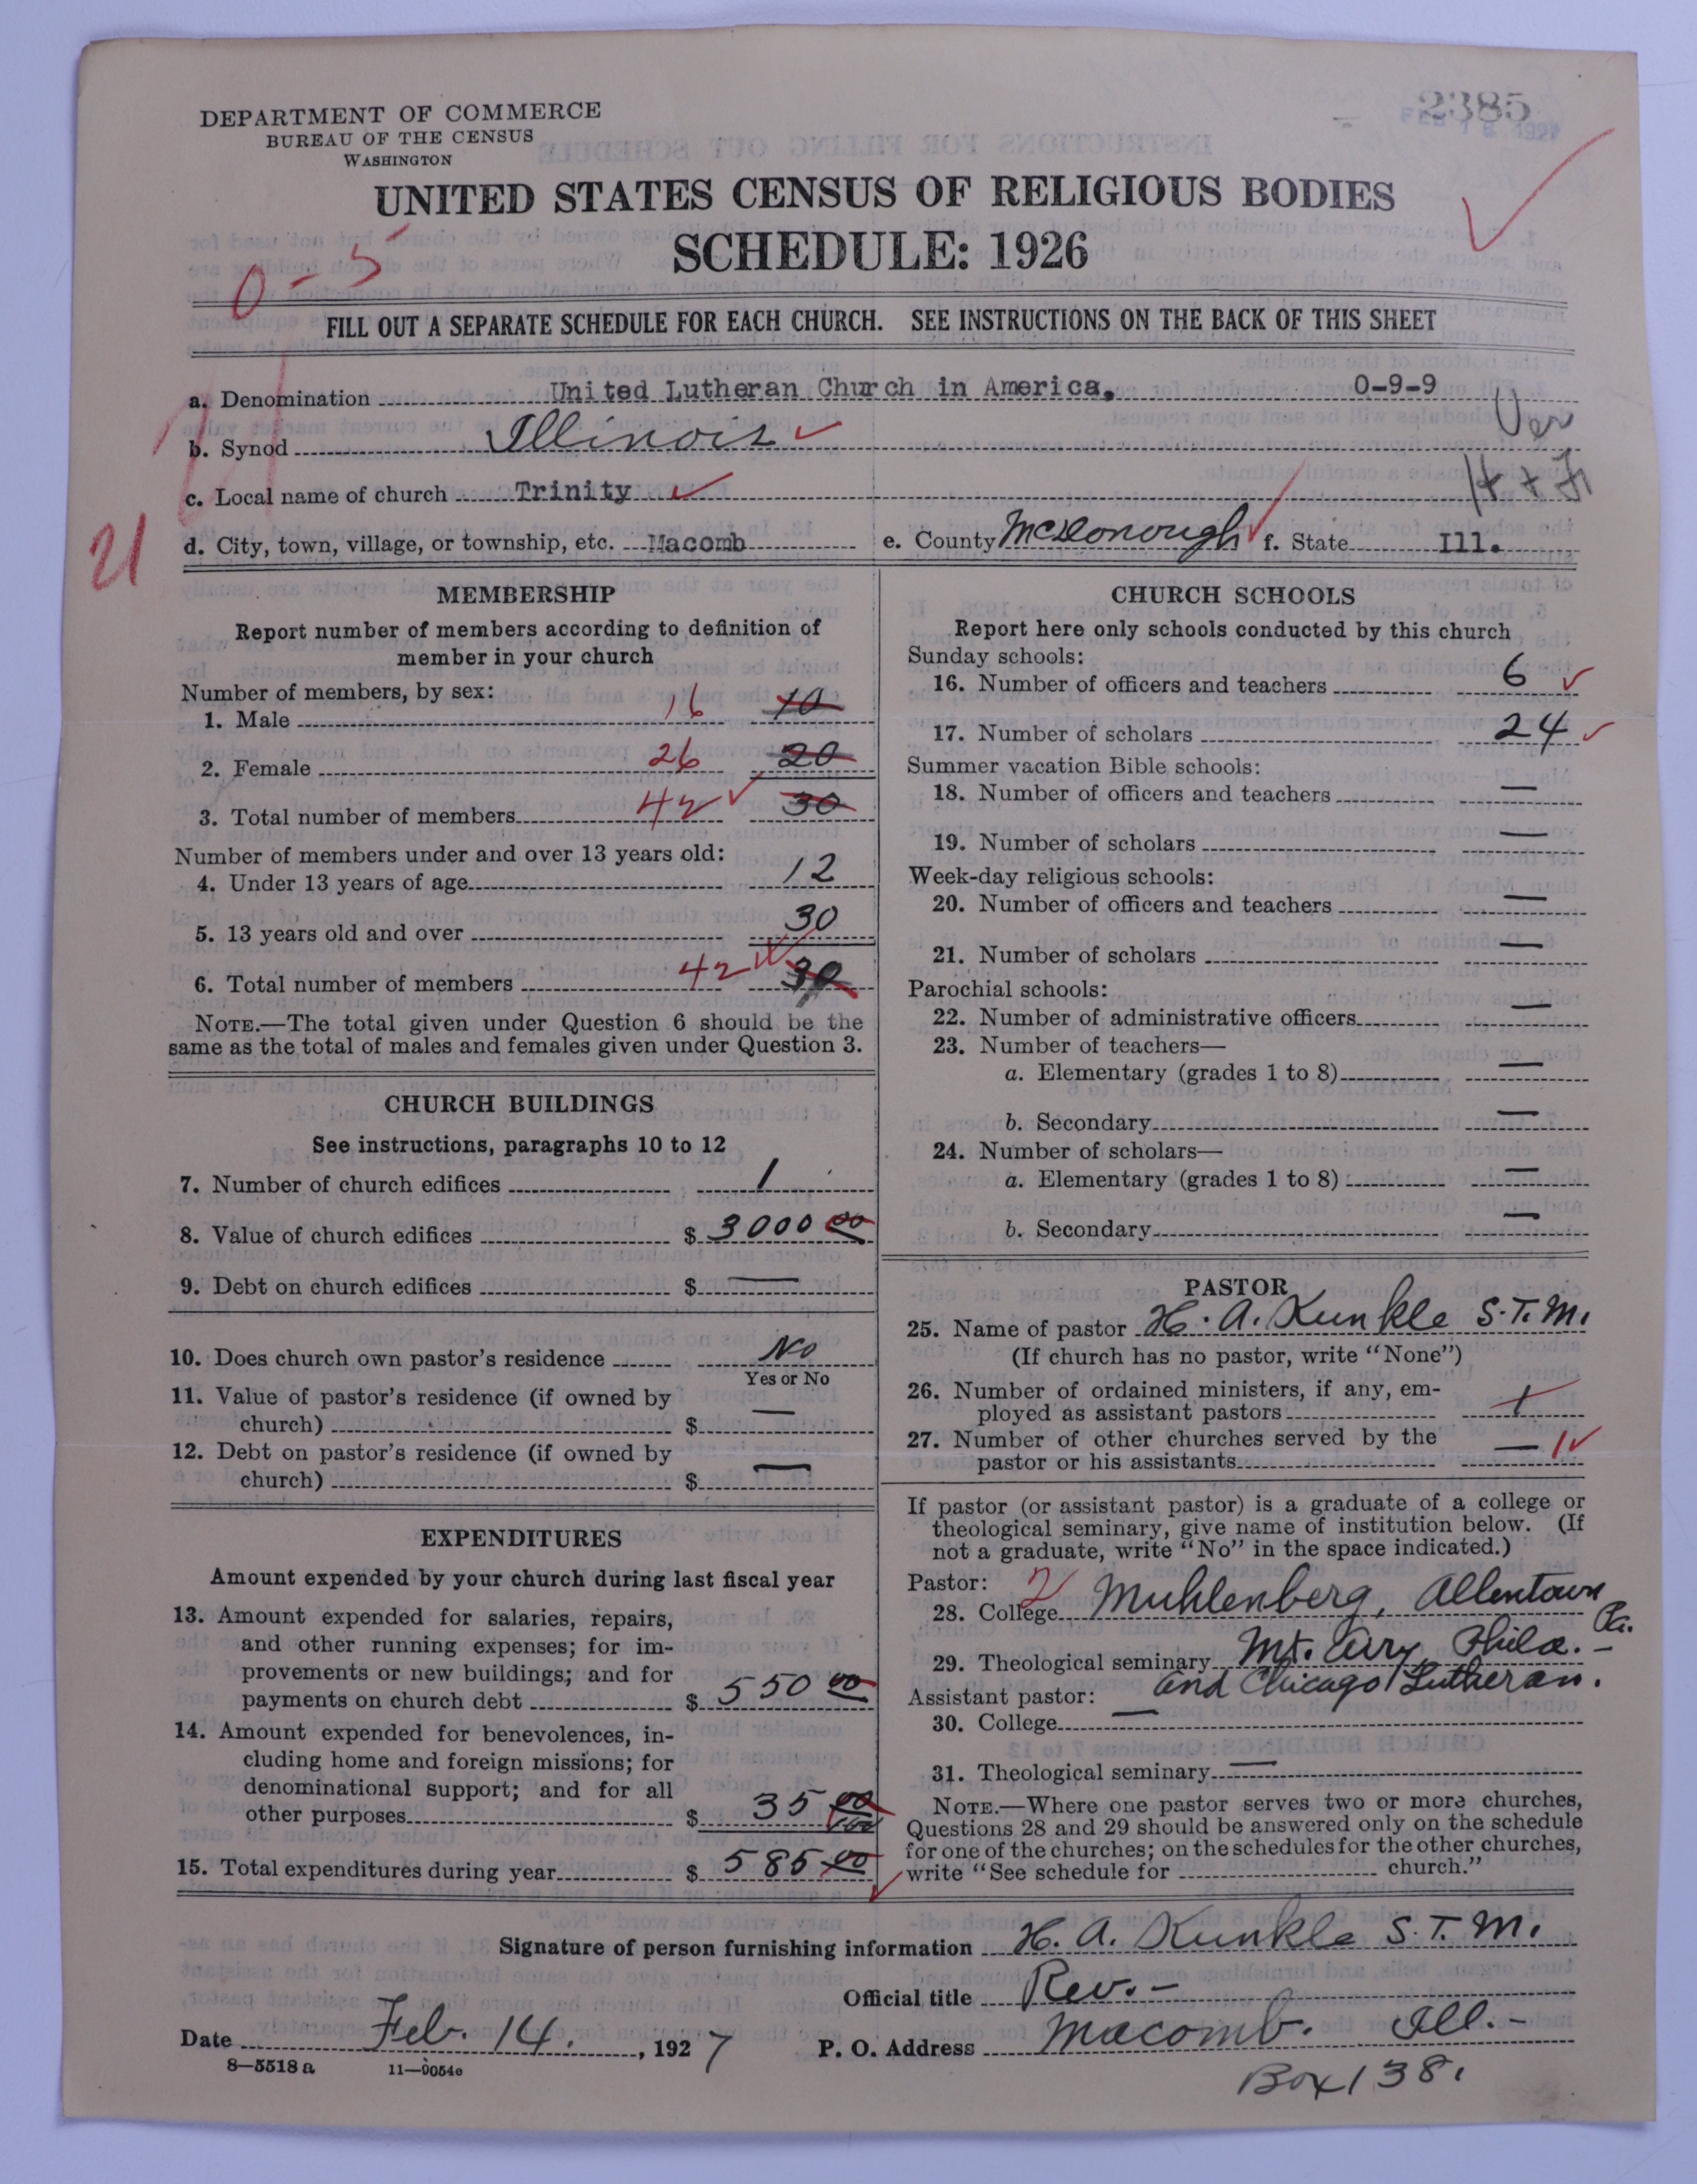 DEPARTMENT OF COMMERCE
BUREAU OF THE CENSUS
WASHINGTON
2385
FEB 1927
UNITED STATES CENSUS OF RELIGIOUS BODIES
SCHEDULE: 1926
0-5
FILL OUT A SEPARATE SCHEDULE FOR EACH CHURCH. SEE INSTRUCTIONS ON THE BACK OF THIS SHEET
a. Denomination United Lutheran Church in America. 0-9-9
Ver
b. Synod Illinois
c. Local name of church Trinity
21
d. City, town, village, or township, etc. Macomb e. County McDonough f. State Ill.
MEMBERSHIP
Report number of members according to definition of
member in your church
Number of members, by sex:
1. Male 16 10
2. Female 26 20
3. Total number of members 42 30
Number of members under and over 13 years old:
4. Under 13 years of age 12
5. 13 years old and over 30
6. Total number of members 42 30
NOTE.—The total given under Question 6 should be the
same as the total of males and females given under Question 3.
CHURCH BUILDINGS
See instructions, paragraphs 10 to 12
7. Number of church edifices 1
8. Value of church edifices $ 3000 00
9. Debt on church edifices $ —
10. Does church own pastor's residence No
Yes or No
11. Value of pastor's residence (if owned by
church) $ —
12. Debt on pastor's residence (if owned by
church) $ —
EXPENDITURES
Amount expended by your church during last fiscal year
13. Amount expended for salaries, repairs,
and other running expenses; for im-
provements or new buildings; and for
payments on church debt $ 550 00
14. Amount expended for benevolences, in-
cluding home and foreign missions; for
denominational support; and for all
other purposes $ 35 00
15. Total expenditures during year $ 585 00
CHURCH SCHOOLS
Report here only schools conducted by this church
Sunday schools:
16. Number of officers and teachers 6
17. Number of scholars 24
Summer vacation Bible schools:
18. Number of officers and teachers —
19. Number of scholars —
Week-day religious schools:
20. Number of officers and teachers —
21. Number of scholars —
Parochial schools:
22. Number of administrative officers —
23. Number of teachers—
a. Elementary (grades 1 to 8) —
b. Secondary —
24. Number of scholars—
a. Elementary (grades 1 to 8) —
b. Secondary —
PASTOR
25. Name of pastor H. A. Kunkle S.T.M.
(If church has no pastor, write "None")
26. Number of ordained ministers, if any, em-
ployed as assistant pastors 1
27. Number of other churches served by the
pastor or his assistants — 1
If pastor (or assistant pastor) is a graduate of a college or
theological seminary, give name of institution below. (If
not a graduate, write "No" in the space indicated.)
Pastor: 2
28. College Muhlenberg, Allentown Pa.
29. Theological seminary Mt. Airy, Phila. —
and Chicago Lutheran.
Assistant pastor:
30. College —
31. Theological seminary —
NOTE.—Where one pastor serves two or more churches,
Questions 28 and 29 should be answered only on the schedule
for one of the churches; on the schedules for the other churches,
write "See schedule for church."
Signature of person furnishing information H. A. Kunkle S.T.M.
Official title Rev. —
Date Feb. 14. , 1927 P. O. Address Macomb. Ill. —
8—5518 a 11—9054e
Box 138.